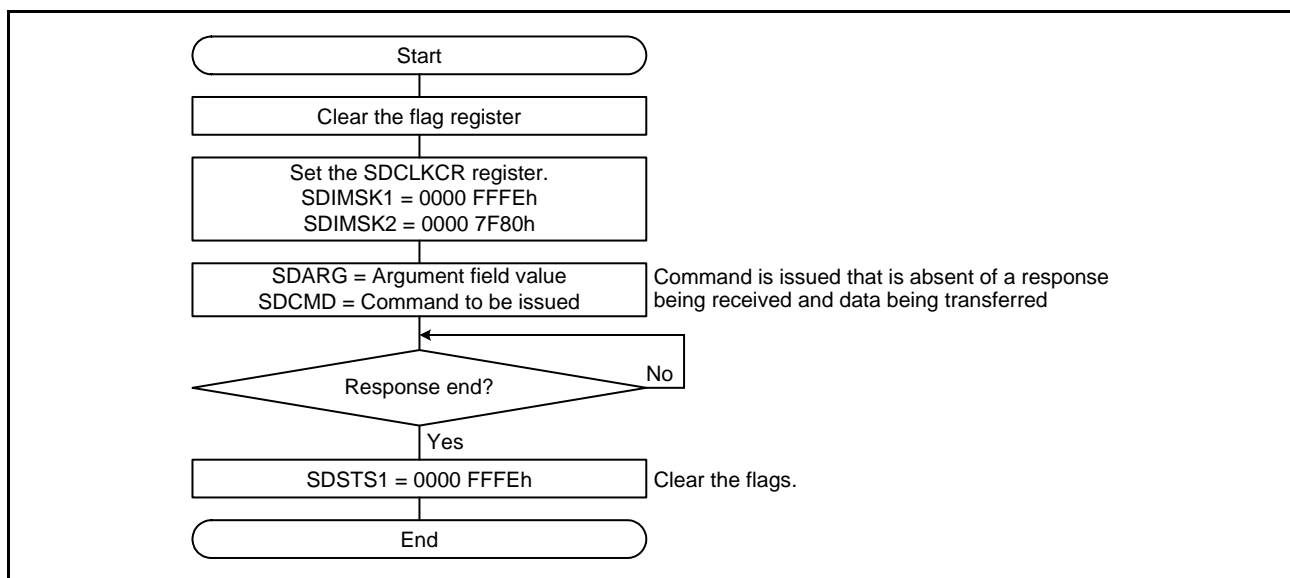 Start
Clear the flag register
Set the SDCLKCR register.
SDIMSK1 = 0000 FFFEh
SDIMSK2 = 0000 7F80h
SDARG = Argument field value
SDCMD = Command to be issued
Command is issued that is absent of a response
being received and data being transferred
Response end?
No
Yes
SDSTS1 = 0000 FFFEh
Clear the flags.
End